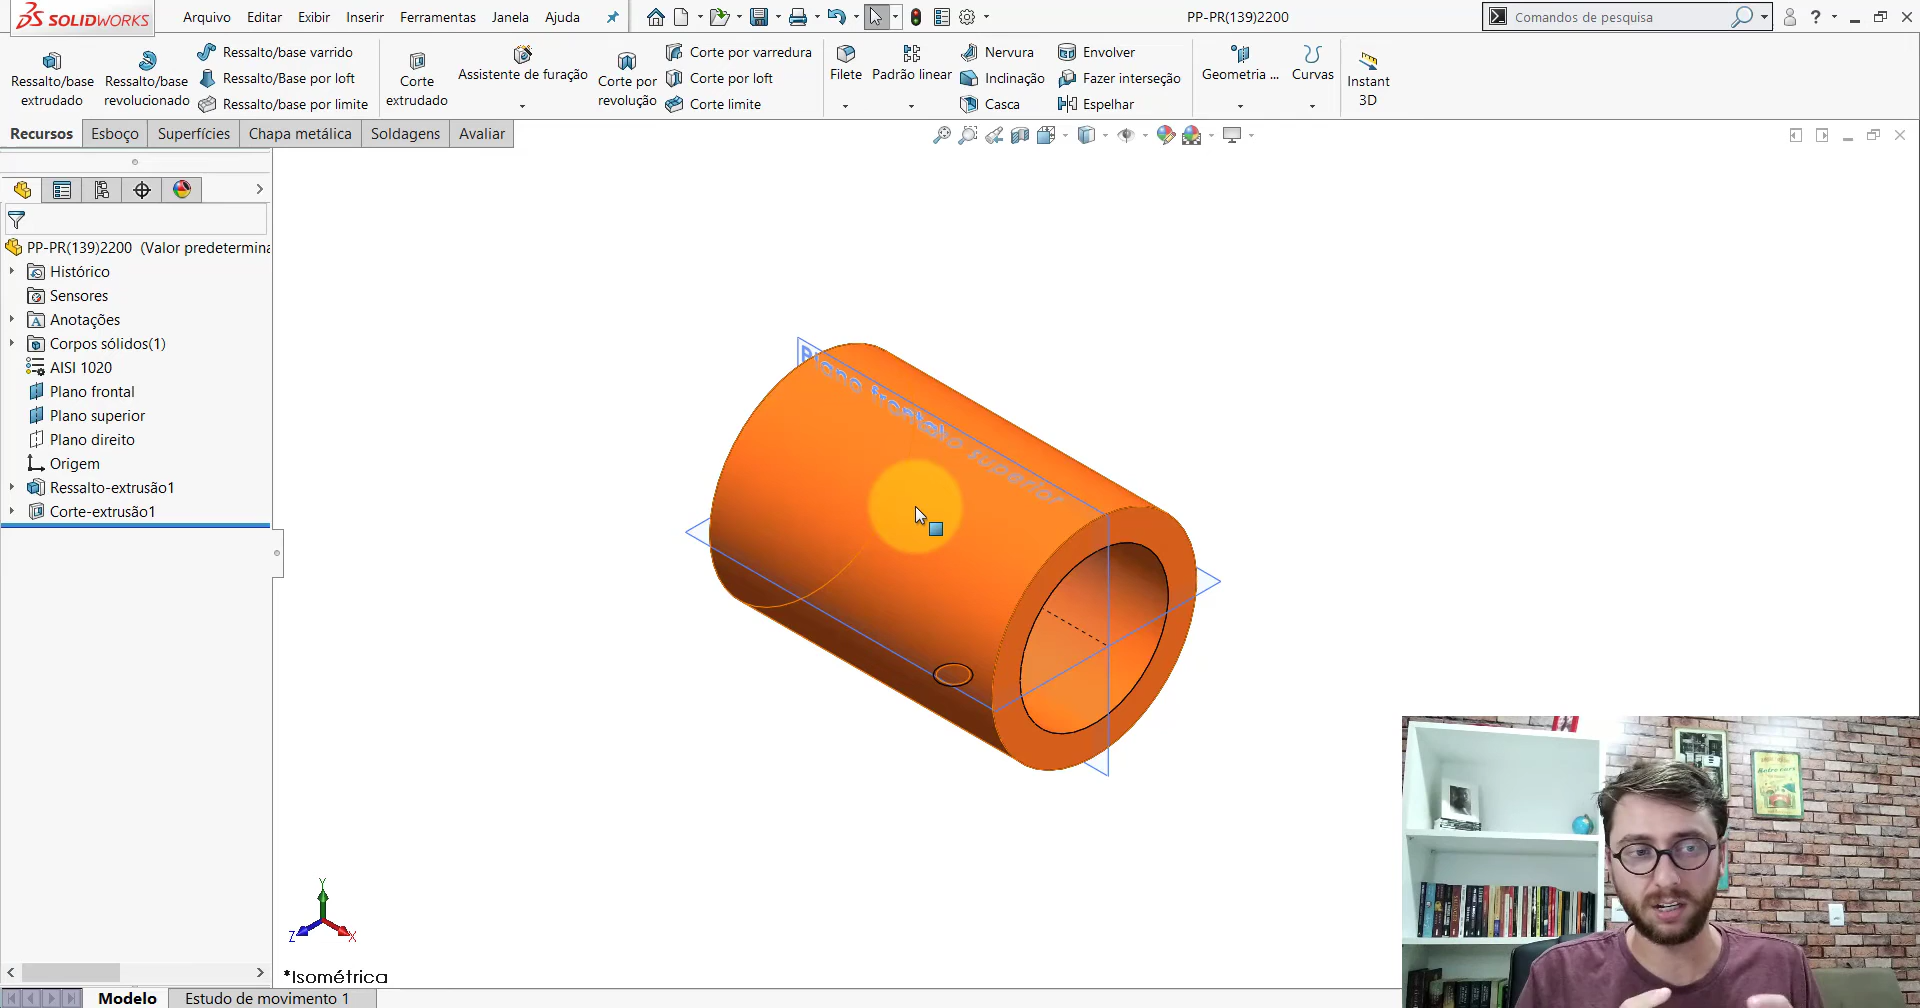 SOLIDWORKS
Arquivo Editar Exibir Inserir Ferramentas Janela Ajuda
PP-PR(139)2200
Comandos de pesquisa
Ressalto/base extrudado
Ressalto/base revolucionado
Ressalto/base varrido
Ressalto/Base por loft
Ressalto/base por limite
Corte extrudado
Assistente de furação
Corte por revolução
Corte por varredura
Corte por loft
Corte limite
Filete
Padrão linear
Nervura
Inclinação
Casca
Envolver
Fazer interseção
Espelhar
Geometria ...
Curvas
Instant 3D
Recursos Esboço Superfícies Chapa metálica Soldagens Avaliar
PP-PR(139)2200 (Valor predetermina
Histórico
Sensores
Anotações
Corpos sólidos(1)
AISI 1020
Plano frontal
Plano superior
Plano direito
Origem
Ressalto-extrusão1
Corte-extrusão1
Y
Z
X
*Isométrica
Modelo Estudo de movimento 1